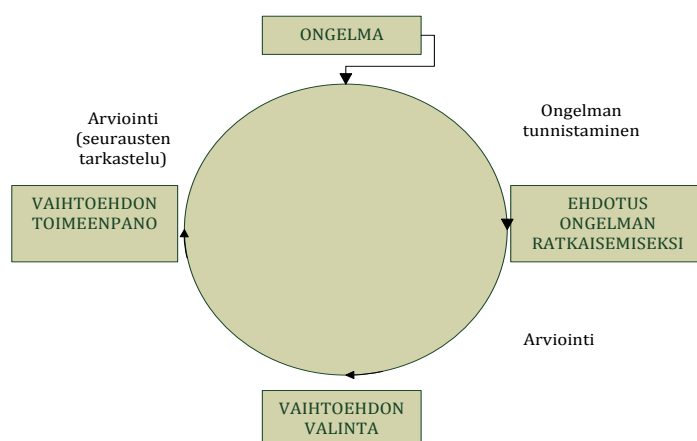 ONGELMA
Arviointi
(seurausten
tarkastelu)
Ongelman
tunnistaminen
VAIHTOEHDON
TOIMEENPANO
EHDOTUS
ONGELMAN
RATKAISEMISEKSI
Arviointi
VAIHTOEHDON
VALINTA